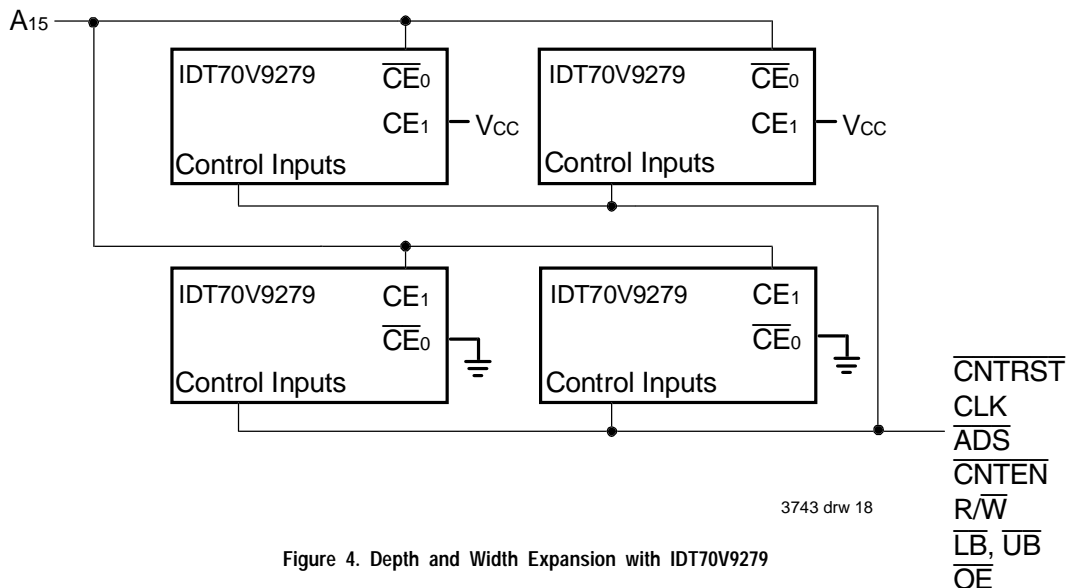 A15
IDT70V9279
CE0
CE1
VCC
Control Inputs
IDT70V9279
CE0
CE1
VCC
Control Inputs
IDT70V9279
CE1
CE0
Control Inputs
IDT70V9279
CE1
CE0
Control Inputs
CNTRST
CLK
ADS
CNTEN
R/W
LB, UB
OE
3743 drw 18
Figure 4. Depth and Width Expansion with IDT70V9279